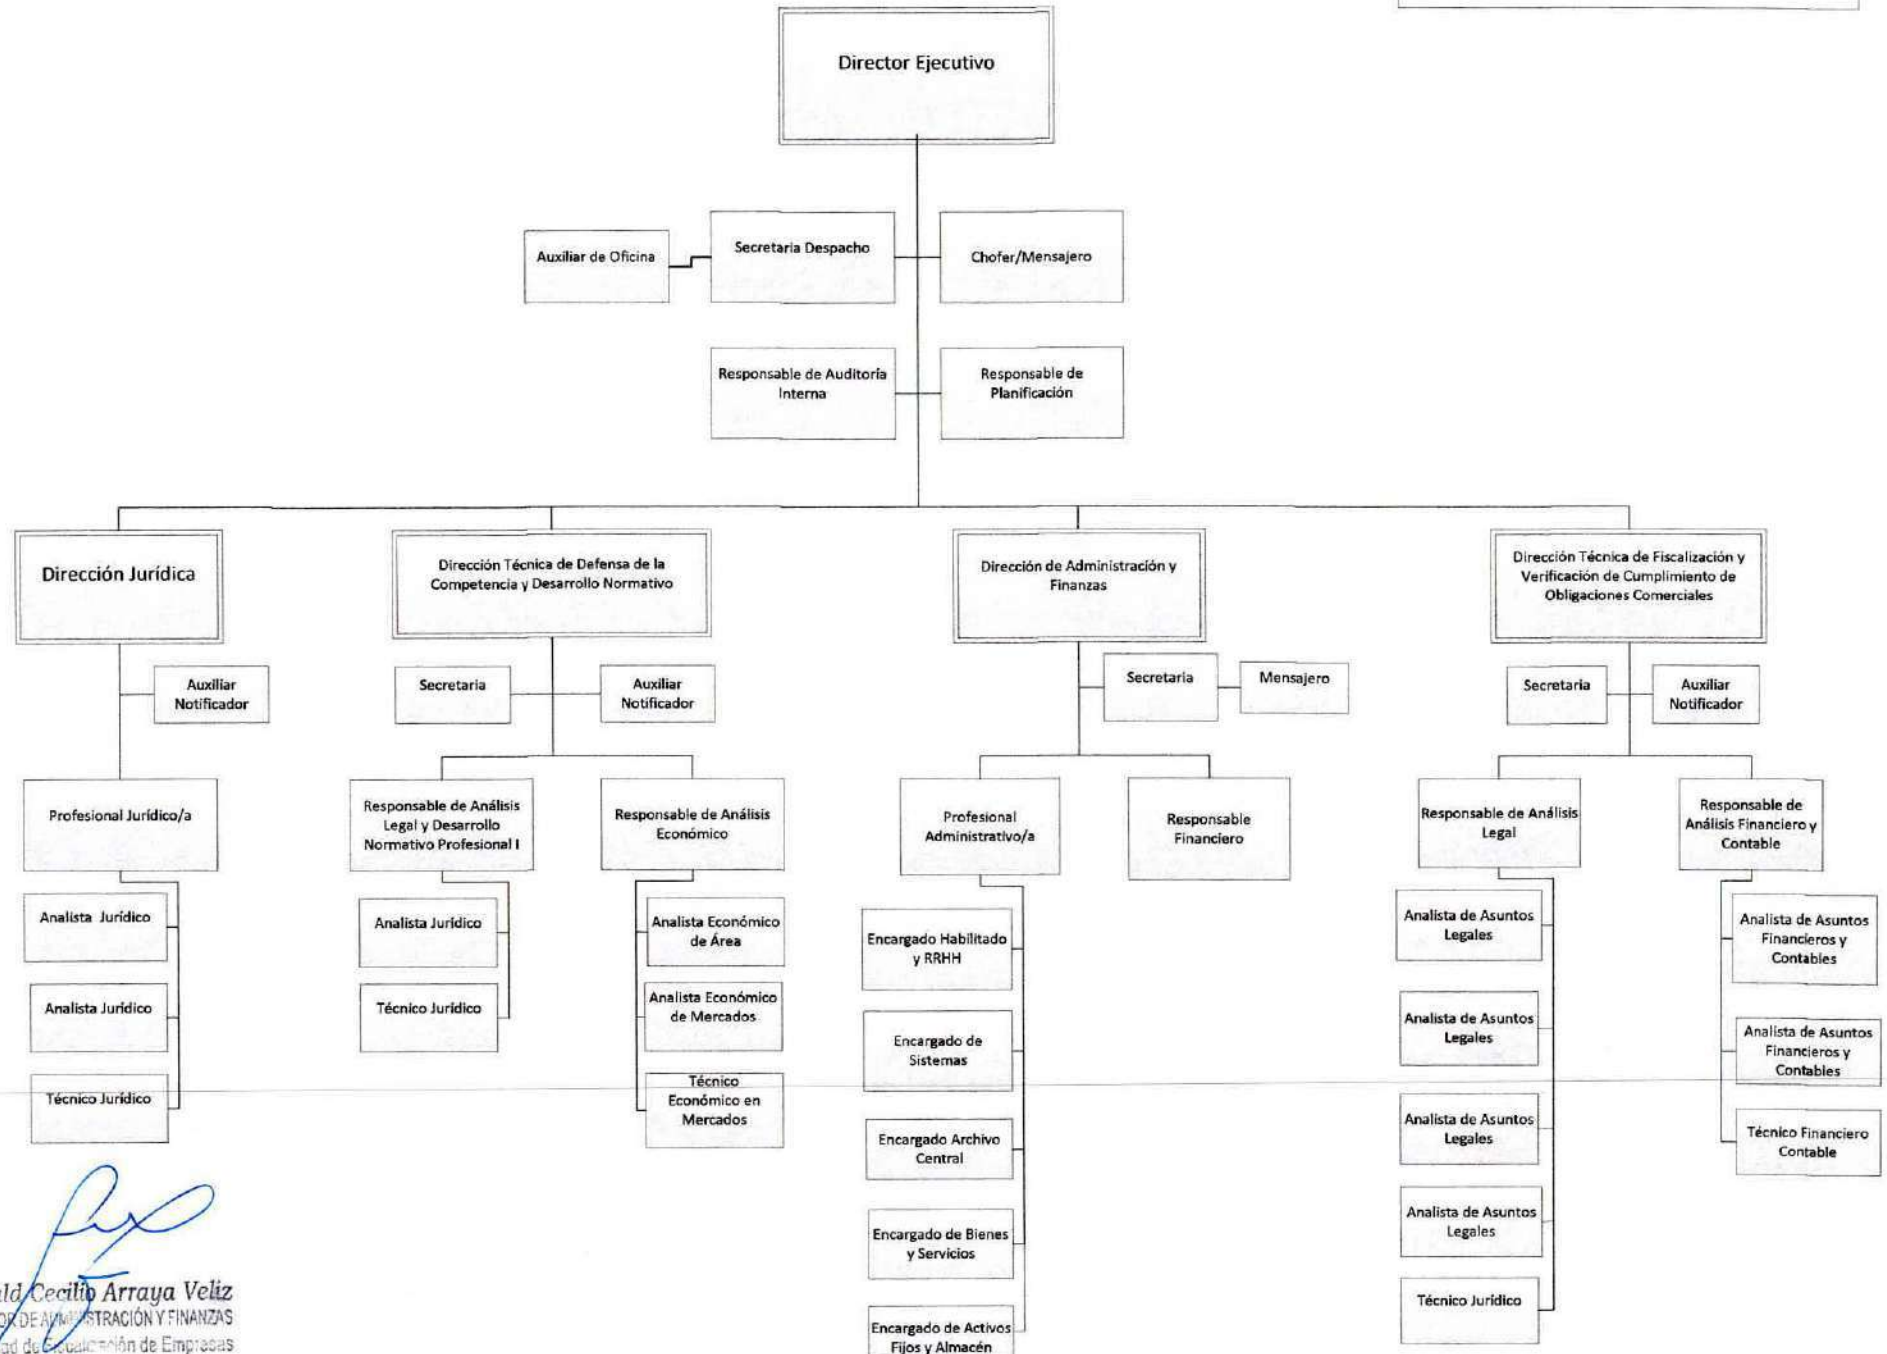 Director Ejecutivo
Auxiliar de Oficina
Secretaria Despacho
Chofer/Mensajero
Responsable de Auditoría
Interna
Responsable de
Planificación
Dirección Jurídica
Dirección Técnica de Defensa de la
Competencia y Desarrollo Normativo
Dirección de Administración y
Finanzas
Dirección Técnica de Fiscalización y
Verificación de Cumplimiento de
Obligaciones Comerciales
Auxiliar
Notificador
Secretaria
Auxiliar
Notificador
Secretaria
Mensajero
Secretaria
Auxiliar
Notificador
Profesional Jurídico/a
Responsable de Análisis
Legal y Desarrollo
Normativo Profesional I
Responsable de Análisis
Económico
Profesional
Administrativo/a
Responsable
Financiero
Responsable de Análisis
Legal
Responsable de
Análisis Financiero y
Contable
Analista Jurídico
Analista Jurídico
Técnico Jurídico
Analista Jurídico
Técnico Jurídico
Analista Económico
de Área
Analista Económico
de Mercados
Técnico
Económico en
Mercados
Encargado Habilitado
y RRHH
Encargado de
Sistemas
Encargado Archivo
Central
Encargado de Bienes
y Servicios
Encargado de Activos
Fijos y Almacén
Analista de Asuntos
Legales
Analista de Asuntos
Legales
Analista de Asuntos
Legales
Analista de Asuntos
Legales
Técnico Jurídico
Analista de Asuntos
Financieros y
Contables
Analista de Asuntos
Financieros y
Contables
Técnico Financiero
Contable
Cecilio Arraya Veliz
DE ADMINISTRACIÓN Y FINANZAS
de Fiscalización de Empresas